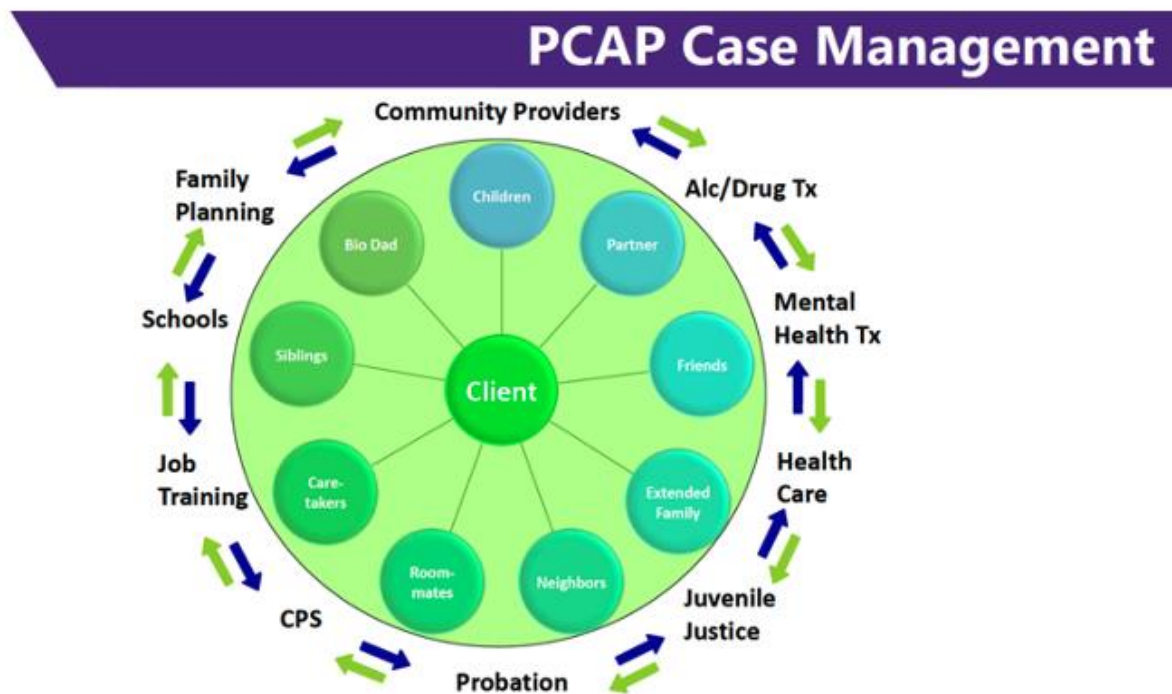 PCAP Case Management
Community Providers
Family
Planning
Alc/Drug Tx
Children
Bio Dad
Partner
Mental
Health Tx
Schools
Siblings
Friends
Client
Job
Training
Care-
takers
Health
Care
Extended
Family
Room-
mates
Neighbors
CPS
Juvenile
Justice
Probation